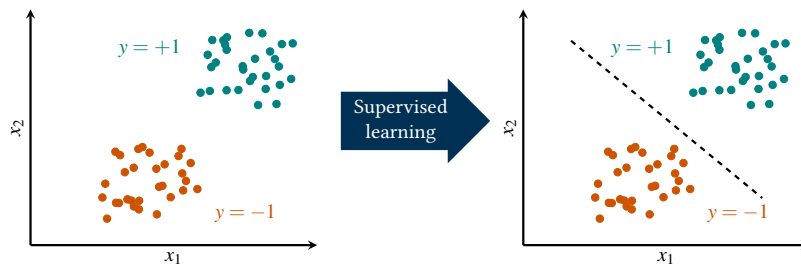 y = +1
x₂
y = −1
x₁
Supervised
learning
y = +1
x₂
y = −1
x₁